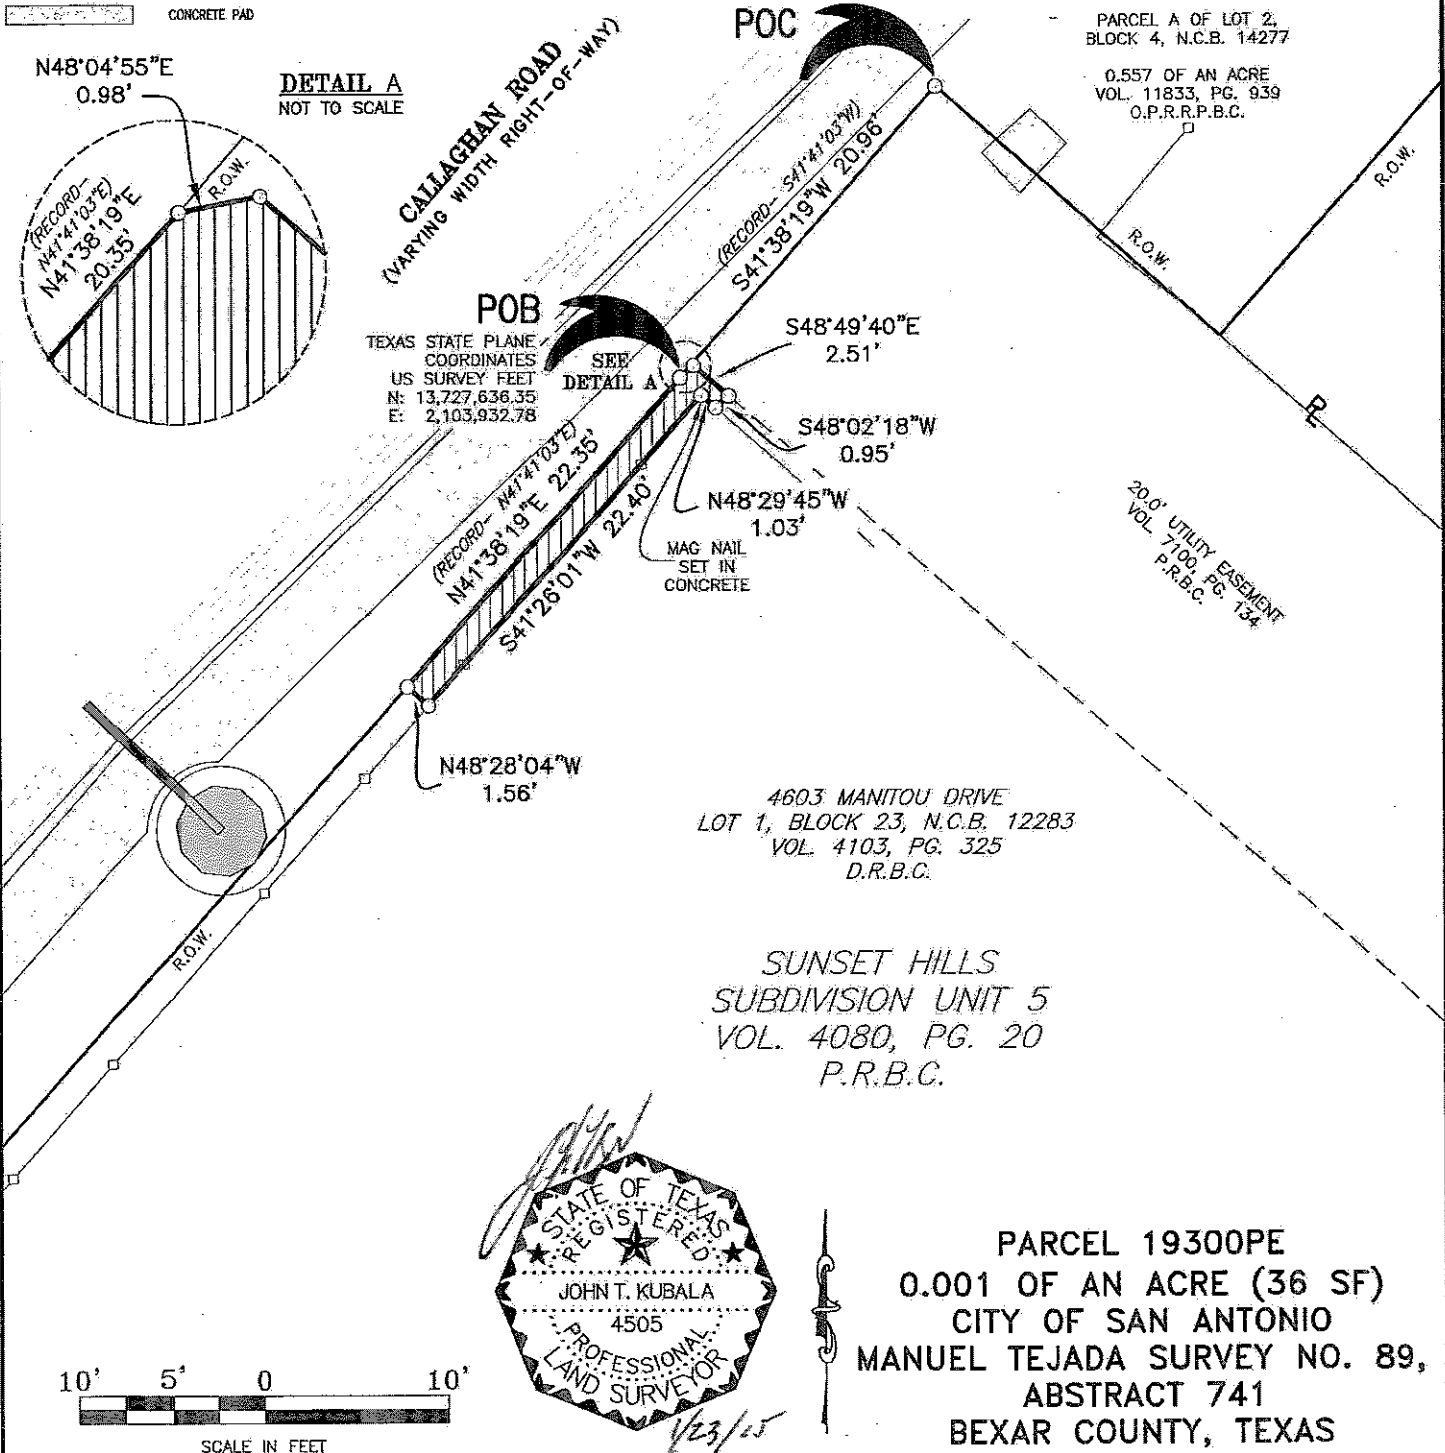 CONCRETE PAD
N48°04'55"E
0.98'
DETAIL A
NOT TO SCALE
(RECORD-
N41°41'03"E)
N41°38'19"E
20.35'
R.O.W.
CALLAGHAN ROAD
(VARYING WIDTH RIGHT-OF-WAY)
POC
PARCEL A OF LOT 2,
BLOCK 4, N.C.B. 14277
0.557 OF AN ACRE
VOL. 11833, PG. 939
O.P.R.R.P.B.C.
(RECORD- S41°41'03"W)
S41°38'19"W 20.96'
R.O.W.
R.O.W.
POB
TEXAS STATE PLANE
COORDINATES
US SURVEY FEET
N: 13,727,636.35
E: 2,103,932.78
SEE
DETAIL A
S48°49'40"E
2.51'
S48°02'18"W
0.95'
N48°29'45"W
1.03'
MAG NAIL
SET IN
CONCRETE
(RECORD- N41°41'03"E)
N41°38'19"E 22.35'
S41°26'01"W 22.40'
PL
20.0' UTILITY EASEMENT
VOL. 7100, PG. 134
P.R.B.C.
N48°28'04"W
1.56'
R.O.W.
4603 MANITOU DRIVE
LOT 1, BLOCK 23, N.C.B. 12283
VOL. 4103, PG. 325
D.R.B.C.
SUNSET HILLS
SUBDIVISION UNIT 5
VOL. 4080, PG. 20
P.R.B.C.
STATE OF TEXAS
REGISTERED
JOHN T. KUBALA
4505
PROFESSIONAL
LAND SURVEYOR
1/23/25
10' 5' 0 10'
SCALE IN FEET
PARCEL 19300PE
0.001 OF AN ACRE (36 SF)
CITY OF SAN ANTONIO
MANUEL TEJADA SURVEY NO. 89,
ABSTRACT 741
BEXAR COUNTY, TEXAS